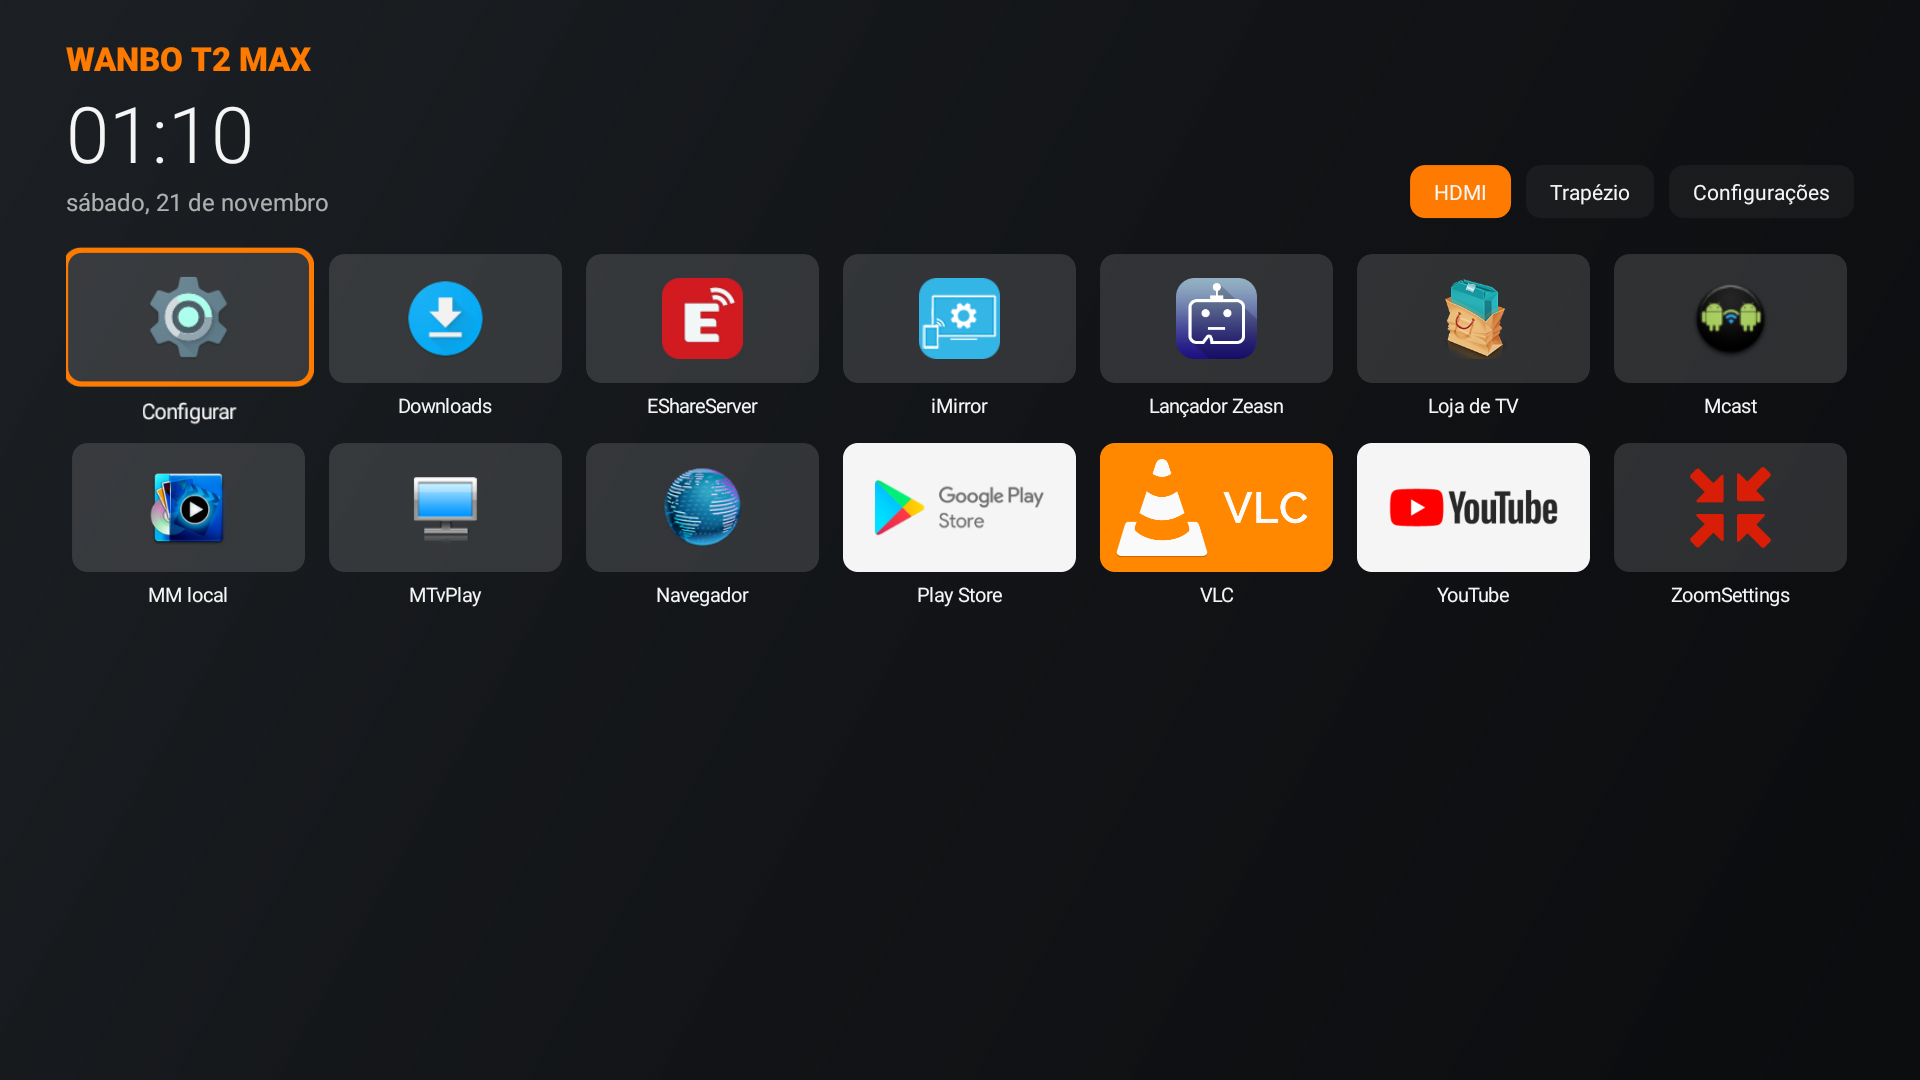 WANBO T2 MAX
01:10
sábado, 21 de novembro
HDMI
Trapézio
Configurações
E
Configurar
Downloads
EShareServer
iMirror
Lançador Zeasn
Loja de TV
Mcast
Google Play
Store
VLC
YouTube
MM local
MTvPlay
Navegador
Play Store
VLC
YouTube
ZoomSettings